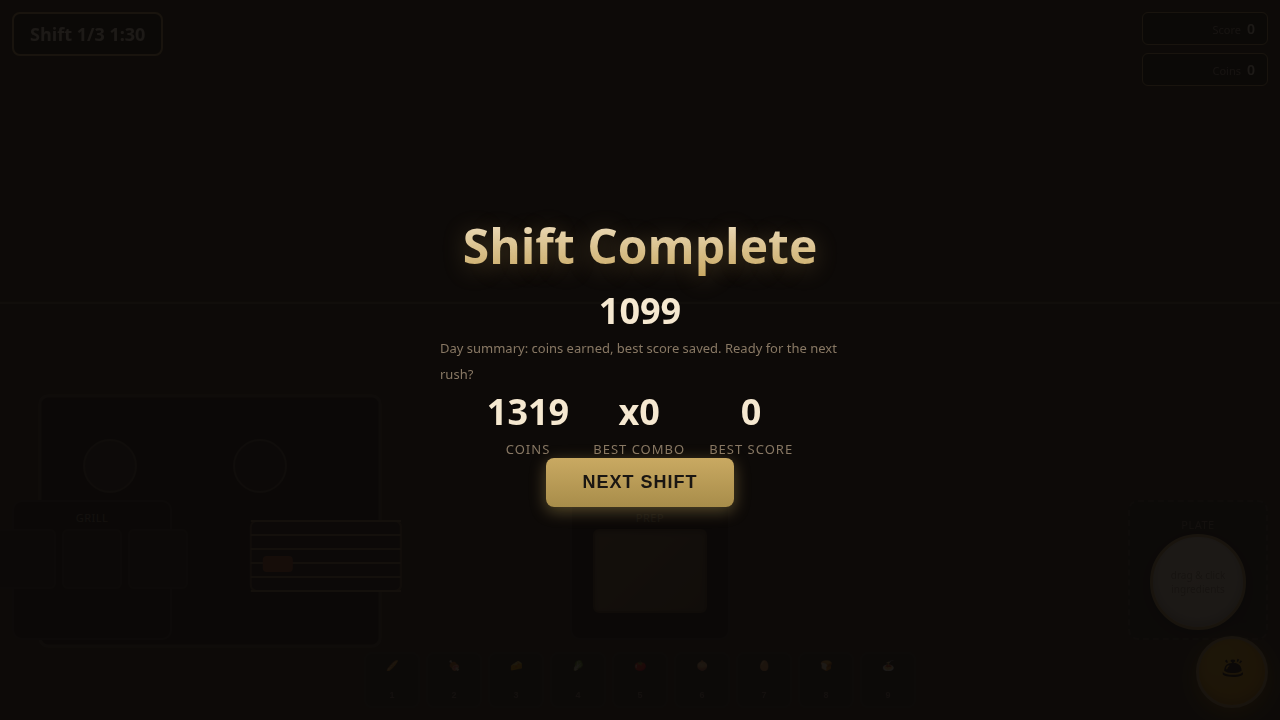 Shift 1/3 1:30
Score 0
Coins 0
Shift Complete
1099
Day summary: coins earned, best score saved. Ready for the next
rush?
1319 x0 0
COINS BEST COMBO BEST SCORE
NEXT SHIFT
GRILL
PLATE